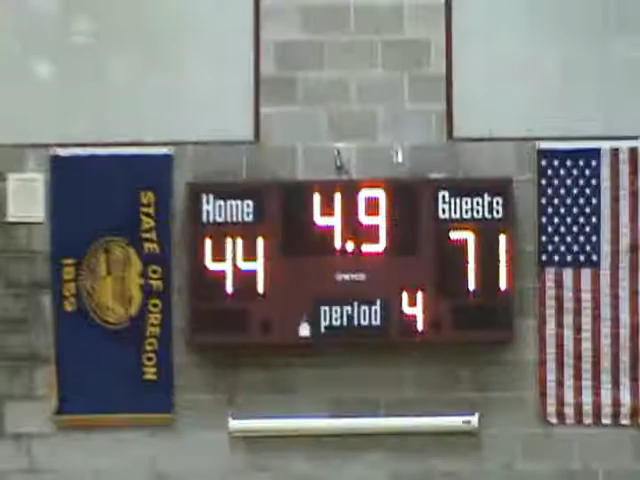 STATE OF OREGON
1859
Home
4.9
Guests
44
71
period 4